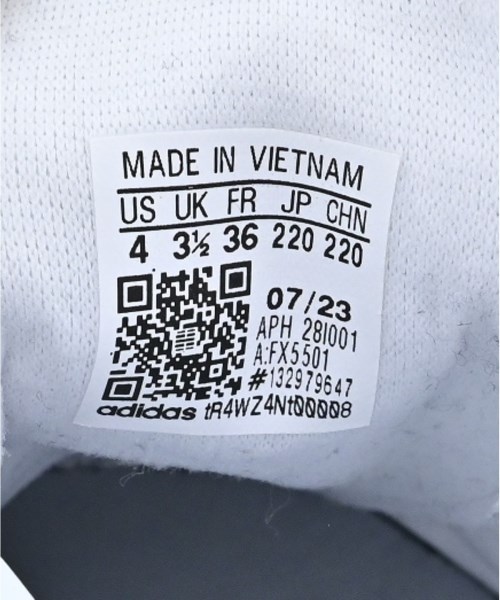 MADE IN VIETNAM
US UK FR JP CHN
4 3½ 36 220 220
07/23
APH 28I001
A:FX5501
#132979647
adidas tR4WZ4Nt00008